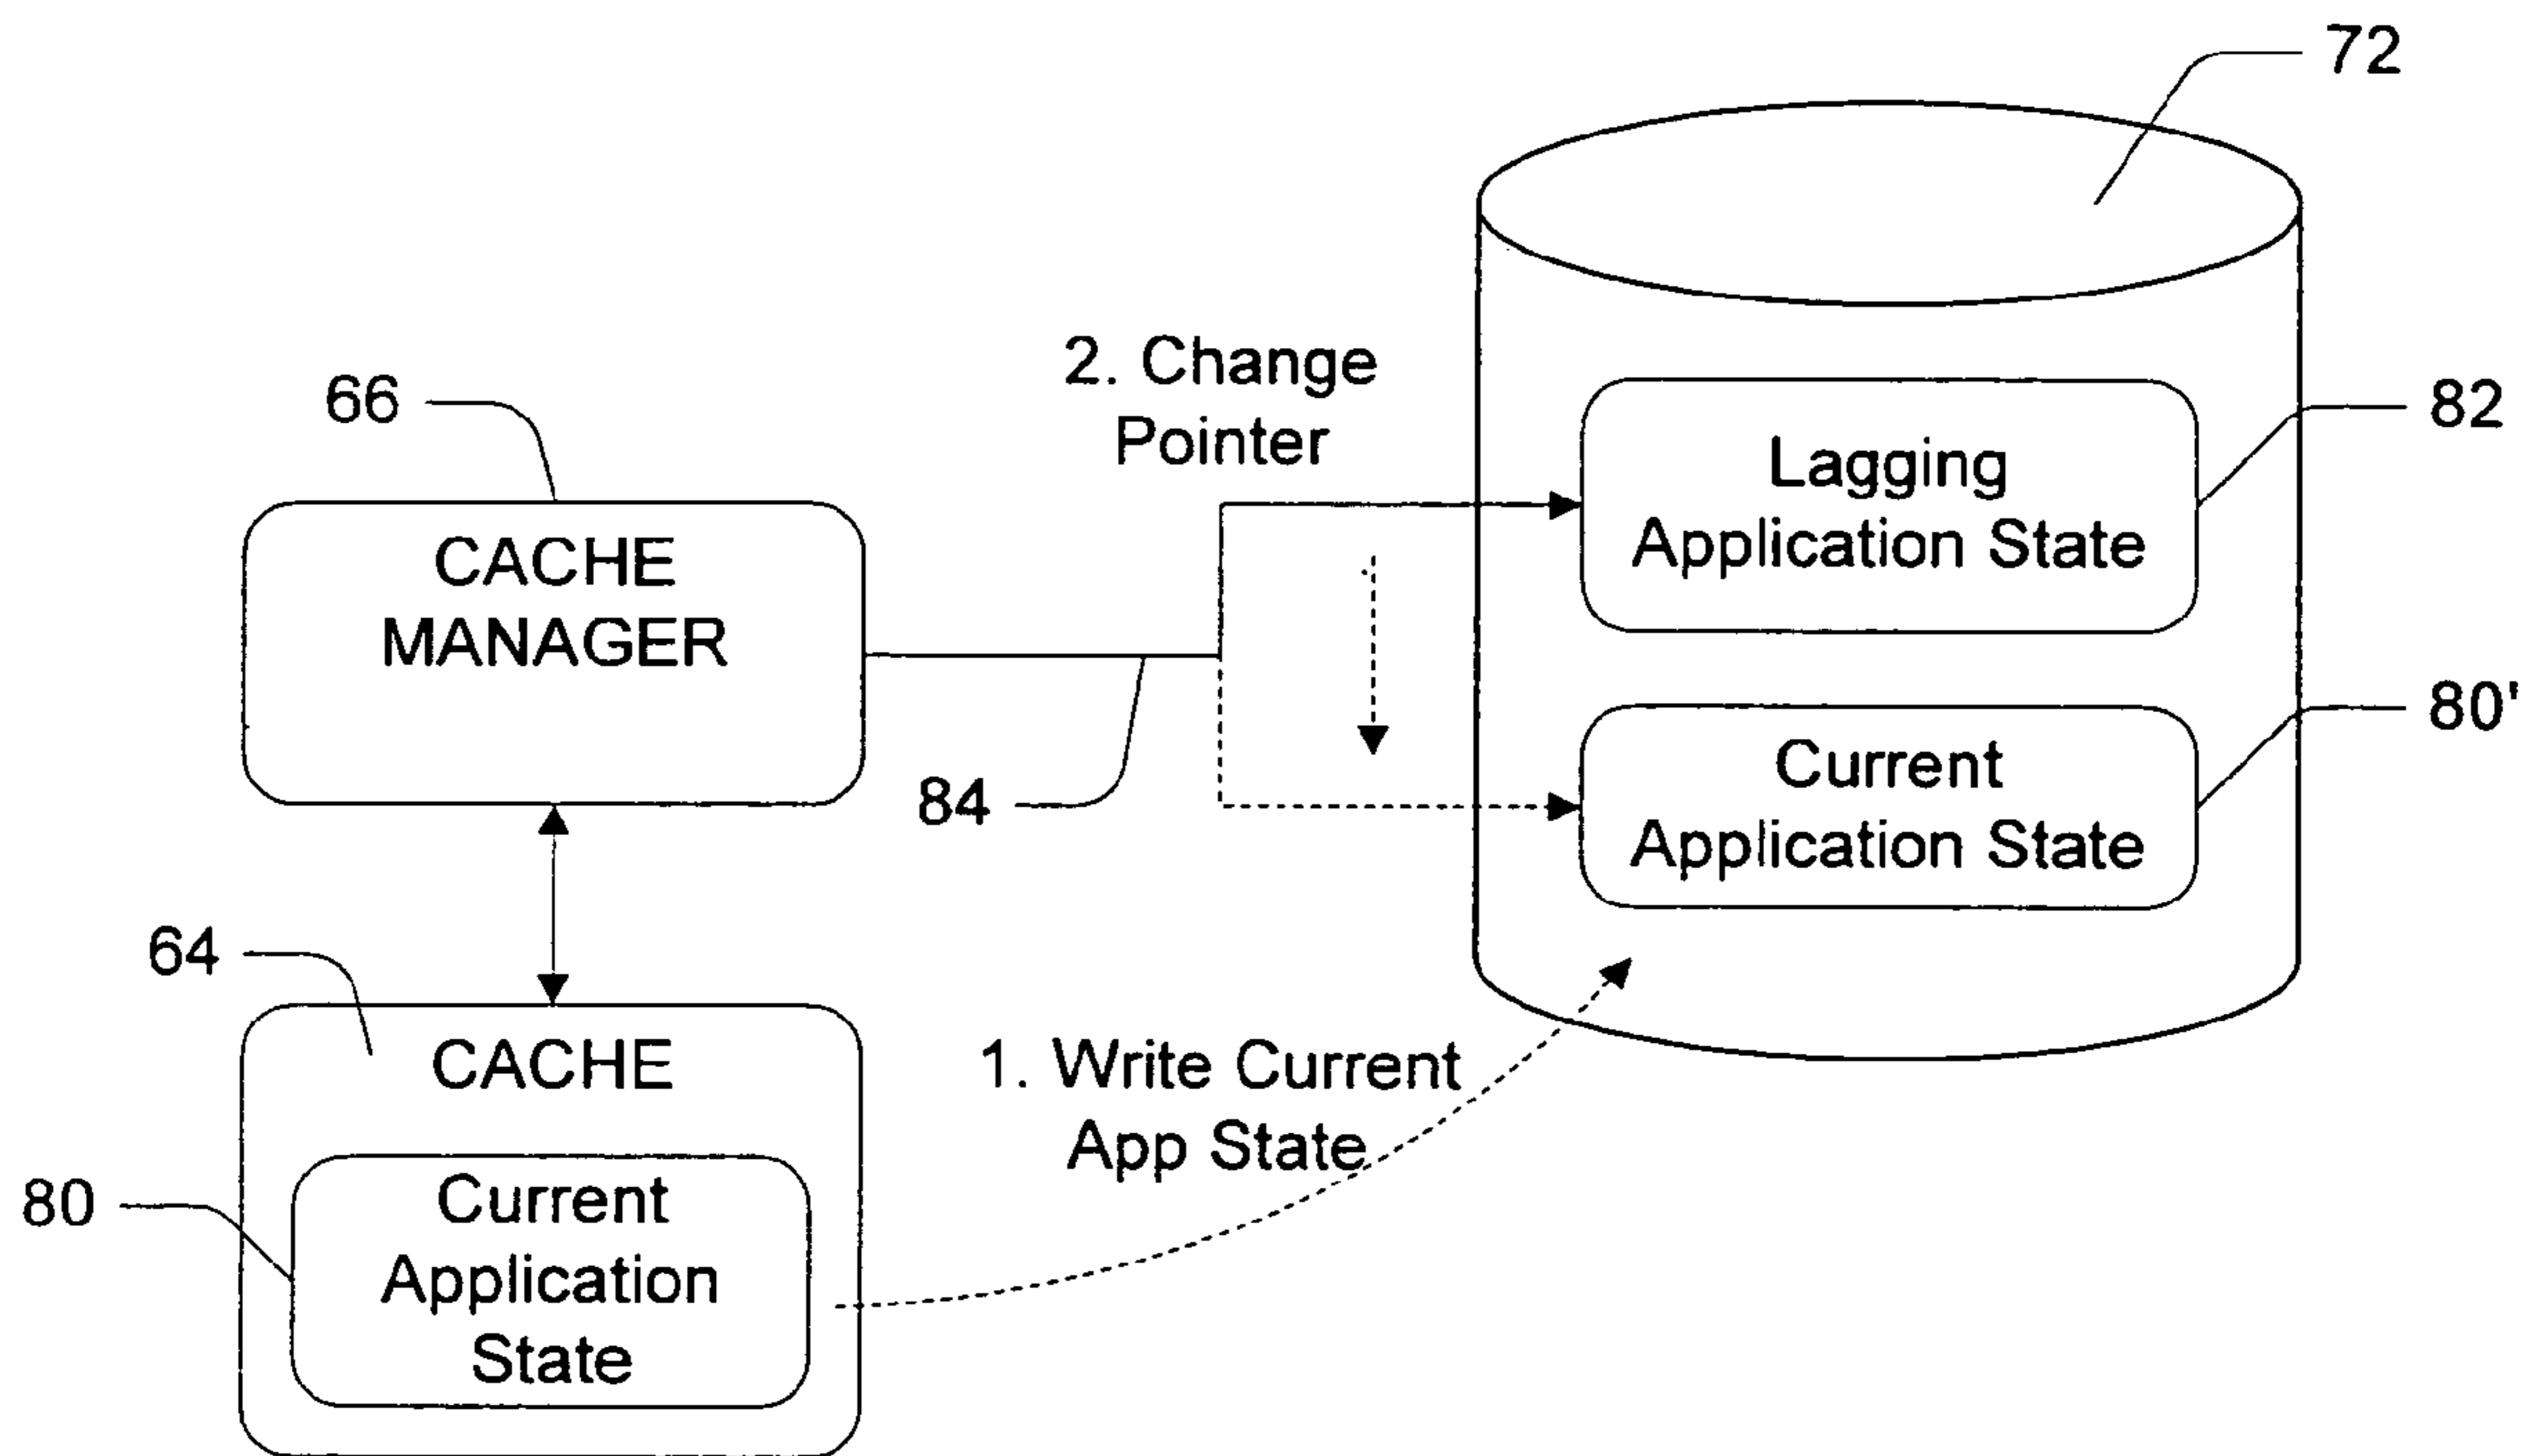 72
2. Change
Pointer
66
82
Lagging
Application State
CACHE
MANAGER
80'
84
Current
Application State
64
CACHE
1. Write Current
App State
80
Current
Application
State